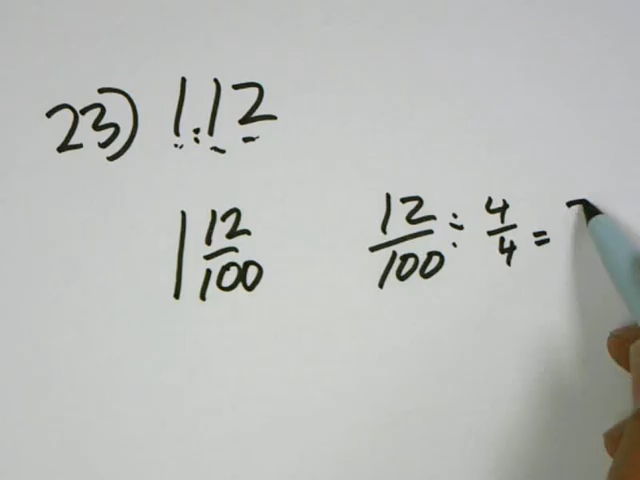 23) 1.12
1 12/100 12/100 ÷ 4/4 =